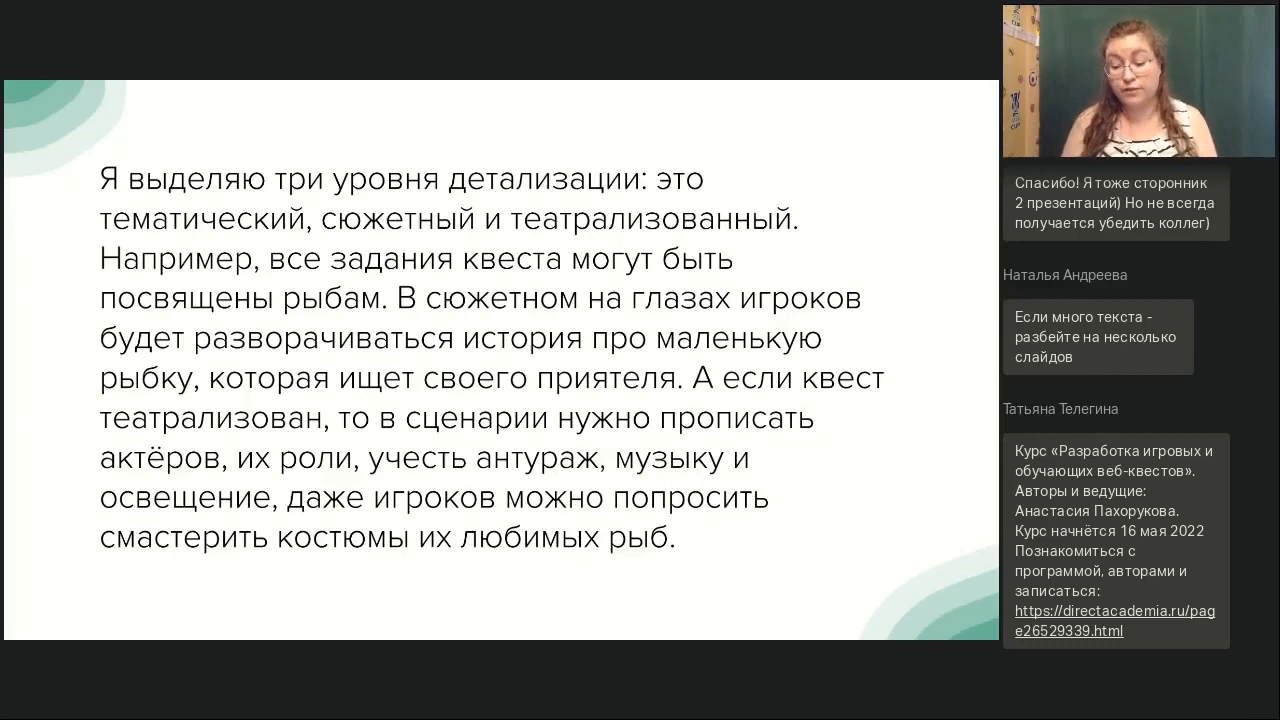 Я выделяю три уровня детализации: это
тематический, сюжетный и театрализованный.
Например, все задания квеста могут быть
посвящены рыбам. В сюжетном на глазах игроков
будет разворачиваться история про маленькую
рыбку, которая ищет своего приятеля. А если квест
театрализован, то в сценарии нужно прописать
актёров, их роли, учесть антураж, музыку и
освещение, даже игроков можно попросить
смастерить костюмы их любимых рыб.
Спасибо! Я тоже сторонник
2 презентаций) Но не всегда
получается убедить коллег)
Наталья Андреева
Если много текста -
разбейте на несколько
слайдов
Татьяна Телегина
Курс «Разработка игровых и
обучающих веб-квестов».
Авторы и ведущие:
Анастасия Пахорукова.
Курс начнётся 16 мая 2022
Познакомиться с
программой, авторами и
записаться:
https://directacademia.ru/pag
e26529339.html